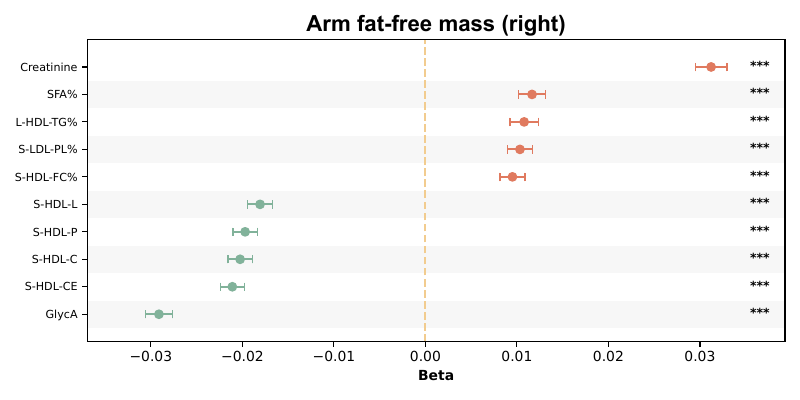 Arm fat-free mass (right)
Creatinine ***
SFA% ***
L-HDL-TG% ***
S-LDL-PL% ***
S-HDL-FC% ***
S-HDL-L ***
S-HDL-P ***
S-HDL-C ***
S-HDL-CE ***
GlycA ***
−0.03 −0.02 −0.01 0.00 0.01 0.02 0.03
Beta